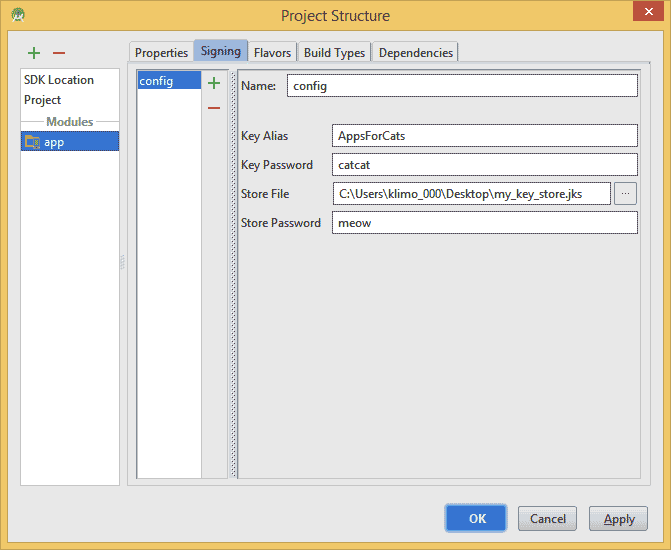 Project Structure
Properties Signing Flavors Build Types Dependencies
SDK Location
Project
Modules
app
config
Name: config
Key Alias AppsForCats
Key Password catcat
Store File C:\Users\klimo_000\Desktop\my_key_store.jks ...
Store Password meow
OK Cancel Apply